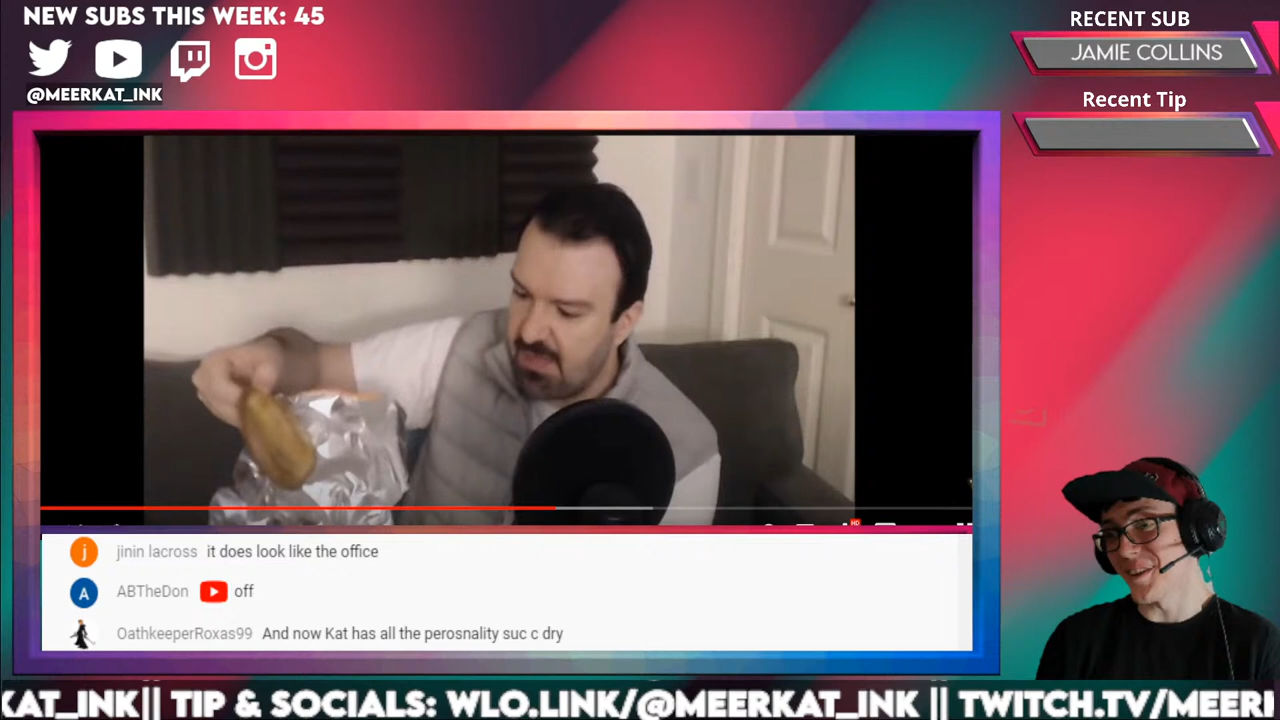 NEW SUBS THIS WEEK: 45
@MEERKAT_INK
RECENT SUB
JAMIE COLLINS
Recent Tip
HD
jinin lacross it does look like the office
ABTheDon off
OathkeeperRoxas99 And now Kat has all the perosnality suc c dry
KAT_INK|| TIP & SOCIALS: WLO.LINK/@MEERKAT_INK || TWITCH.TV/MEERK